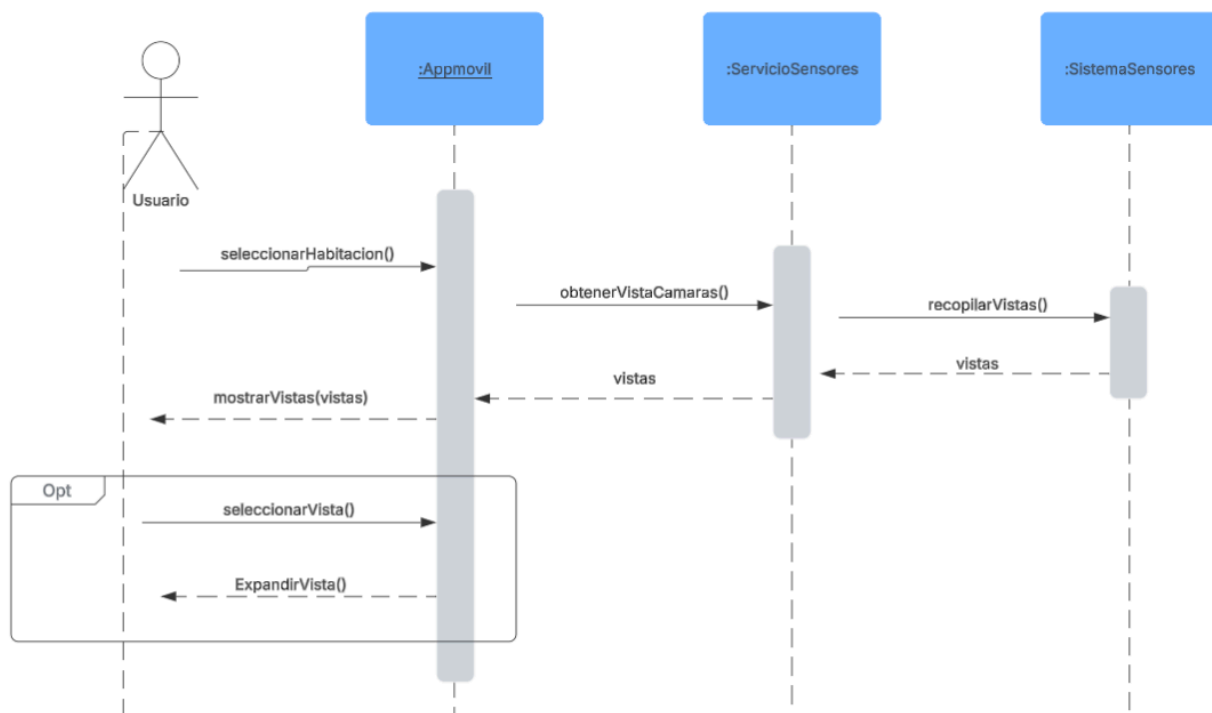 :Appmovil
:ServicioSensores
:SistemaSensores
Usuario
seleccionarHabitacion()
obtenerVistaCamaras()
recopilarVistas()
vistas
vistas
mostrarVistas(vistas)
Opt
seleccionarVista()
ExpandirVista()